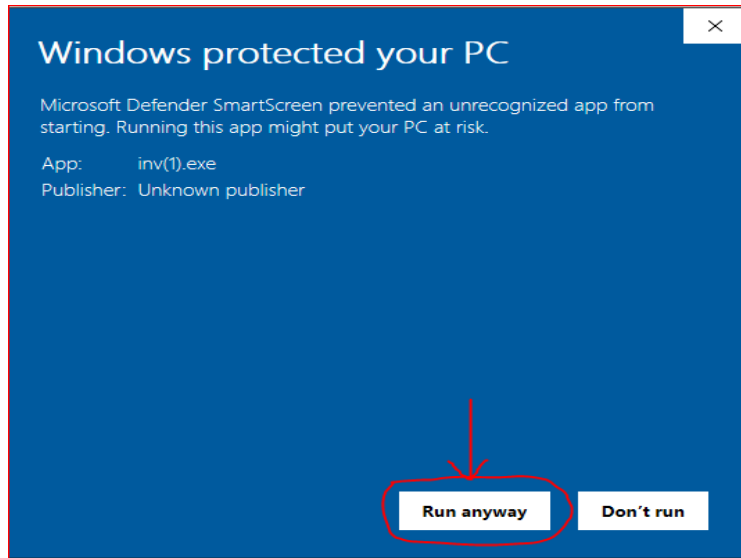 Windows protected your PC
Microsoft Defender SmartScreen prevented an unrecognized app from
starting. Running this app might put your PC at risk.
App: inv(1).exe
Publisher: Unknown publisher
Run anyway Don't run